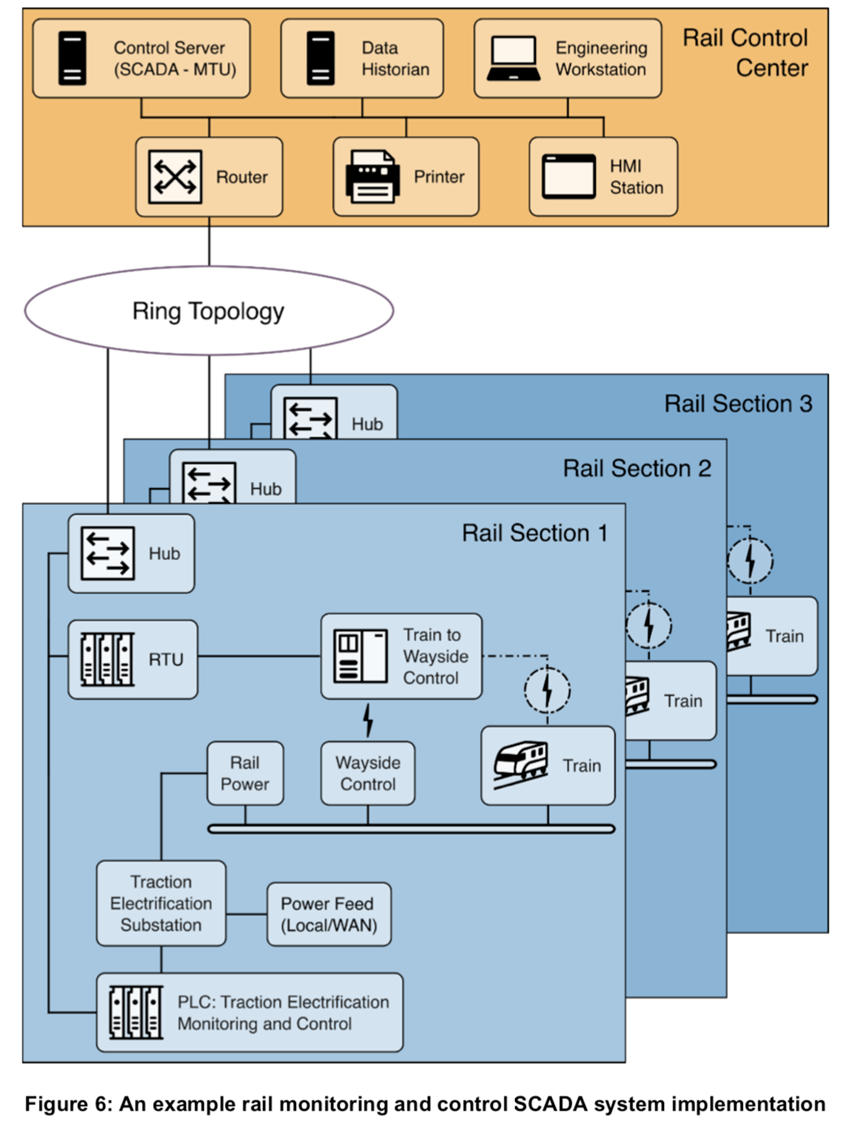 Rail Control
Center
Control Server
(SCADA - MTU)
Data
Historian
Engineering
Workstation
Router
Printer
HMI
Station
Ring Topology
Rail Section 3
Hub
Train
Rail Section 2
Hub
Train
Rail Section 1
Hub
RTU
Train to
Wayside
Control
Rail
Power
Wayside
Control
Train
Traction
Electrification
Substation
Power Feed
(Local/WAN)
PLC: Traction Electrification
Monitoring and Control
Figure 6: An example rail monitoring and control SCADA system implementation